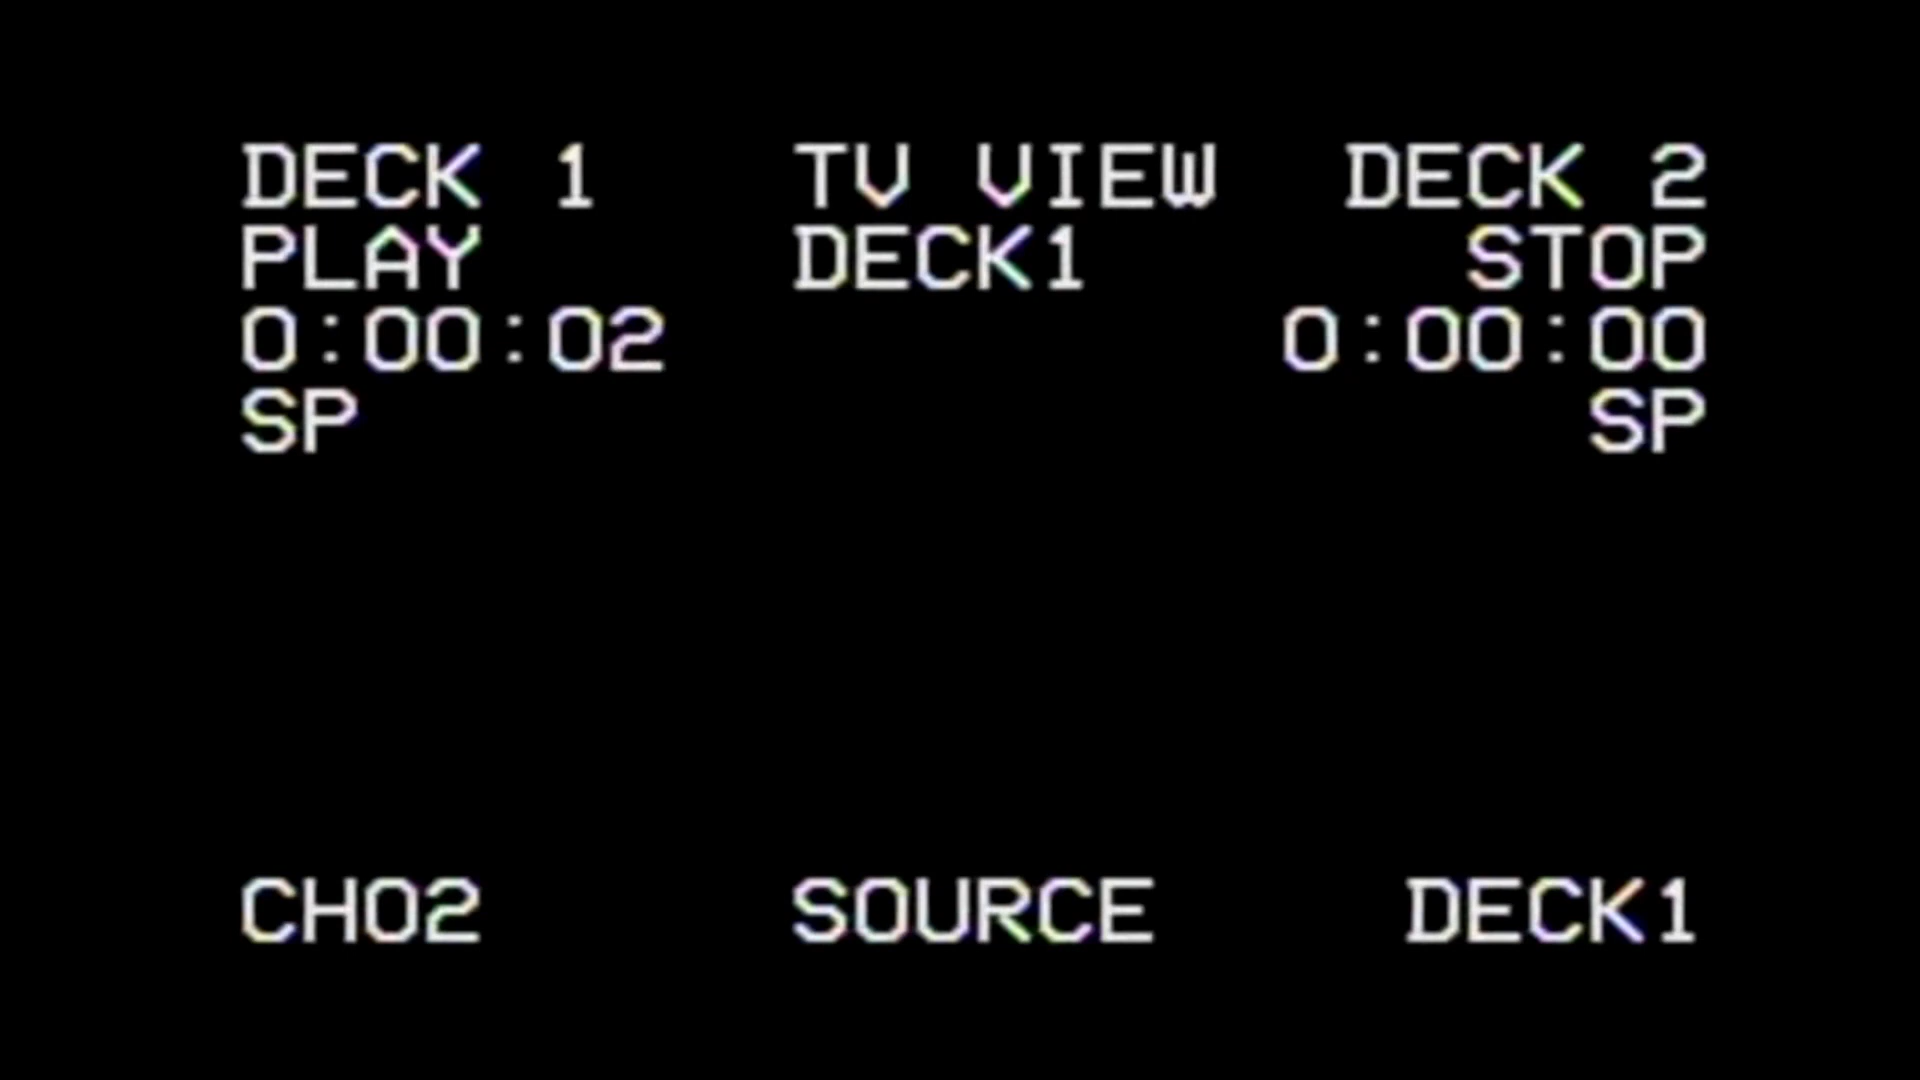 DECK 1 TV VIEW DECK 2
PLAY DECK1 STOP
0:00:02 0:00:00
SP SP
CH02 SOURCE DECK1